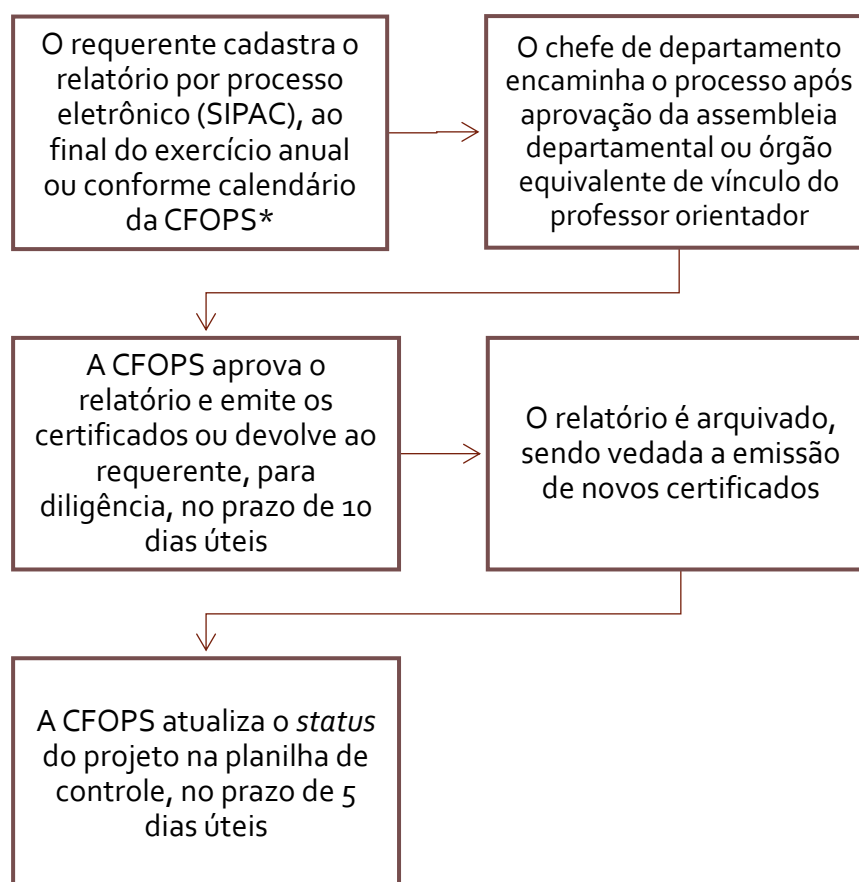 O requerente cadastra o
relatório por processo
eletrônico (SIPAC), ao
final do exercício anual
ou conforme calendário
da CFOPS*
O chefe de departamento
encaminha o processo após
aprovação da assembleia
departamental ou órgão
equivalente de vínculo do
professor orientador
A CFOPS aprova o
relatório e emite os
certificados ou devolve ao
requerente, para
diligência, no prazo de 10
dias úteis
O relatório é arquivado,
sendo vedada a emissão
de novos certificados
A CFOPS atualiza o status
do projeto na planilha de
controle, no prazo de 5
dias úteis